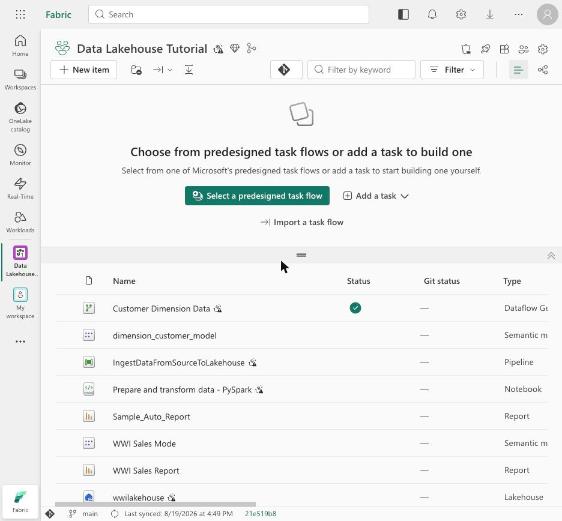 Fabric
Search
Home
Workspaces
OneLake
catalog
Monitor
Real-Time
Workloads
Data
Lakehouse...
My
workspace
Fabric
Data Lakehouse Tutorial
New item
Filter by keyword
Filter
Choose from predesigned task flows or add a task to build one
Select from one of Microsoft's predesigned task flows or add a task to start building one yourself.
Select a predesigned task flow
Add a task
Import a task flow
Name Status Git status Type
Customer Dimension Data — Dataflow Ge
dimension_customer_model — Semantic m
IngestDataFromSourceToLakehouse — Pipeline
Prepare and transform data - PySpark — Notebook
Sample_Auto_Report — Report
WWI Sales Mode — Semantic m
WWI Sales Report — Report
wwilakehouse — Lakehouse
main Last synced: 8/19/2026 at 4:49 PM 21e519b8